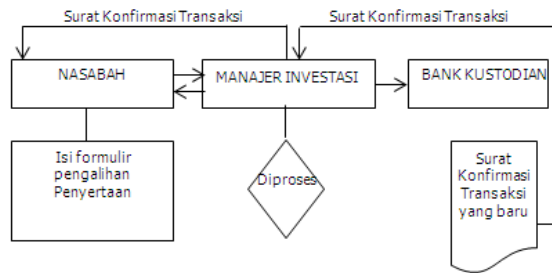 Surat Konfirmasi Transaksi
Surat Konfirmasi Transaksi
NASABAH
MANAJER INVESTASI
BANK KUSTODIAN
Isi formulir
pengalihan
Penyertaan
Diproses
Surat
Konfirmasi
Transaksi
yang baru